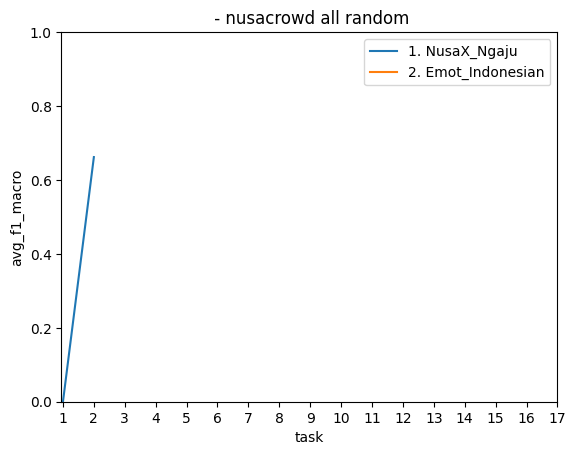 - nusacrowd all random
1. NusaX_Ngaju
2. Emot_Indonesian
avg_f1_macro
1.0
0.8
0.6
0.4
0.2
0.0
1 2 3 4 5 6 7 8 9 10 11 12 13 14 15 16 17
task